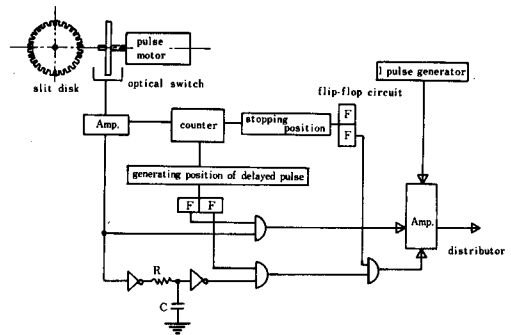 pulse
motor
slit disk
optical switch
1 pulse generator
flip-flop circuit
Amp.
counter
stopping
position
F
F
generating position of delayed pulse
F F
Amp.
distributor
R
C